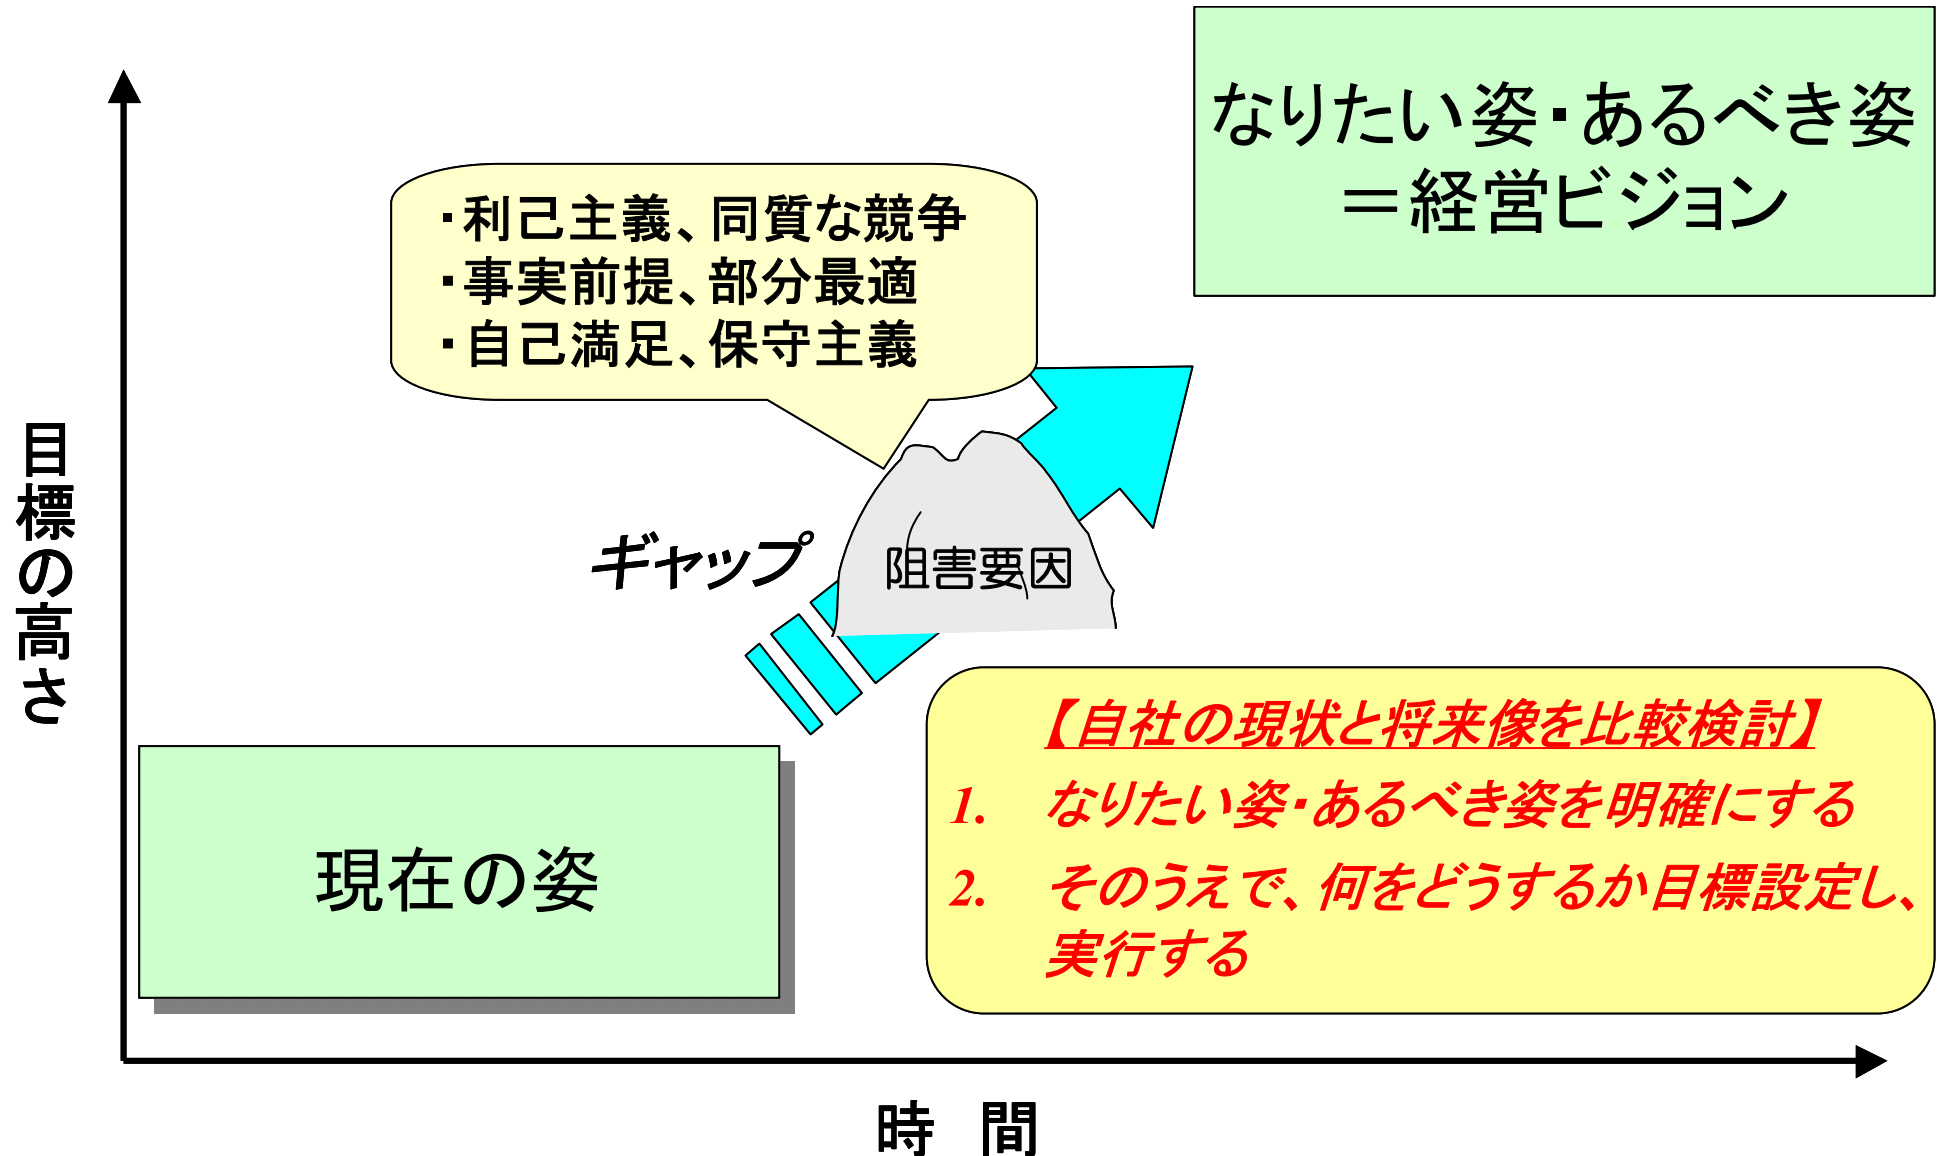 なりたい姿・あるべき姿
＝経営ビジョン
・利己主義、同質な競争
・事実前提、部分最適
・自己満足、保守主義
目標の高さ
ギャップ
阻害要因
現在の姿
【自社の現状と将来像を比較検討】
1. なりたい姿・あるべき姿を明確にする
2. そのうえで、何をどうするか目標設定し、
実行する
時 間